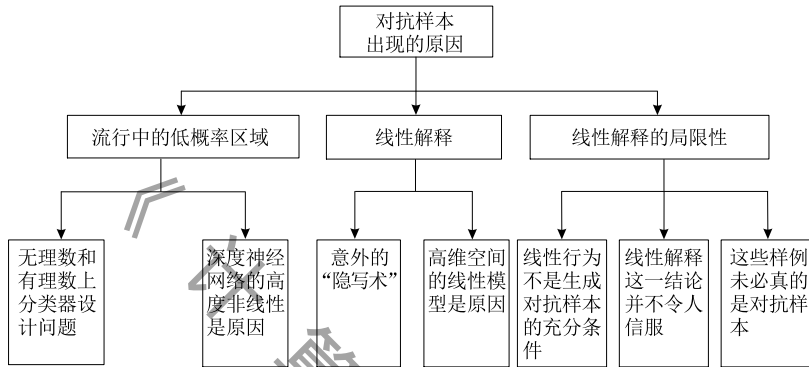 对抗样本
出现的原因
流行中的低概率区域
线性解释
线性解释的局限性
无理数和
有理数上
分类器设
计问题
深度神经
网络的高
度非线性
是原因
意外的
“隐写术”
高维空间
的线性模
型是原因
线性行为
不是生成
对抗样本
的充分条
件
线性解释
这一结论
并不令人
信服
这些样例
未必真的
是对抗样
本
《计算